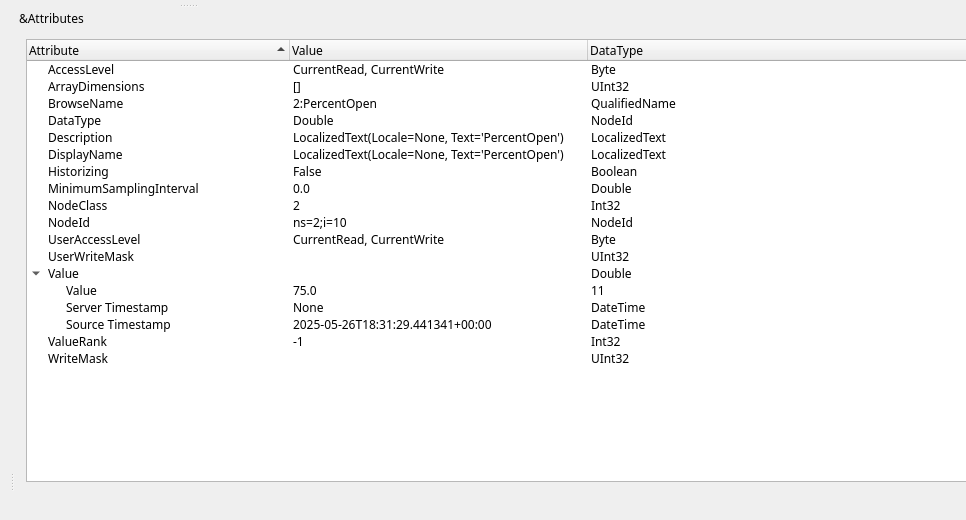 &Attributes
Attribute Value DataType
AccessLevel CurrentRead, CurrentWrite Byte
ArrayDimensions [] UInt32
BrowseName 2:PercentOpen QualifiedName
DataType Double NodeId
Description LocalizedText(Locale=None, Text='PercentOpen') LocalizedText
DisplayName LocalizedText(Locale=None, Text='PercentOpen') LocalizedText
Historizing False Boolean
MinimumSamplingInterval 0.0 Double
NodeClass 2 Int32
NodeId ns=2;i=10 NodeId
UserAccessLevel CurrentRead, CurrentWrite Byte
UserWriteMask UInt32
Value Double
Value 75.0 11
Server Timestamp None DateTime
Source Timestamp 2025-05-26T18:31:29.441341+00:00 DateTime
ValueRank -1 Int32
WriteMask UInt32